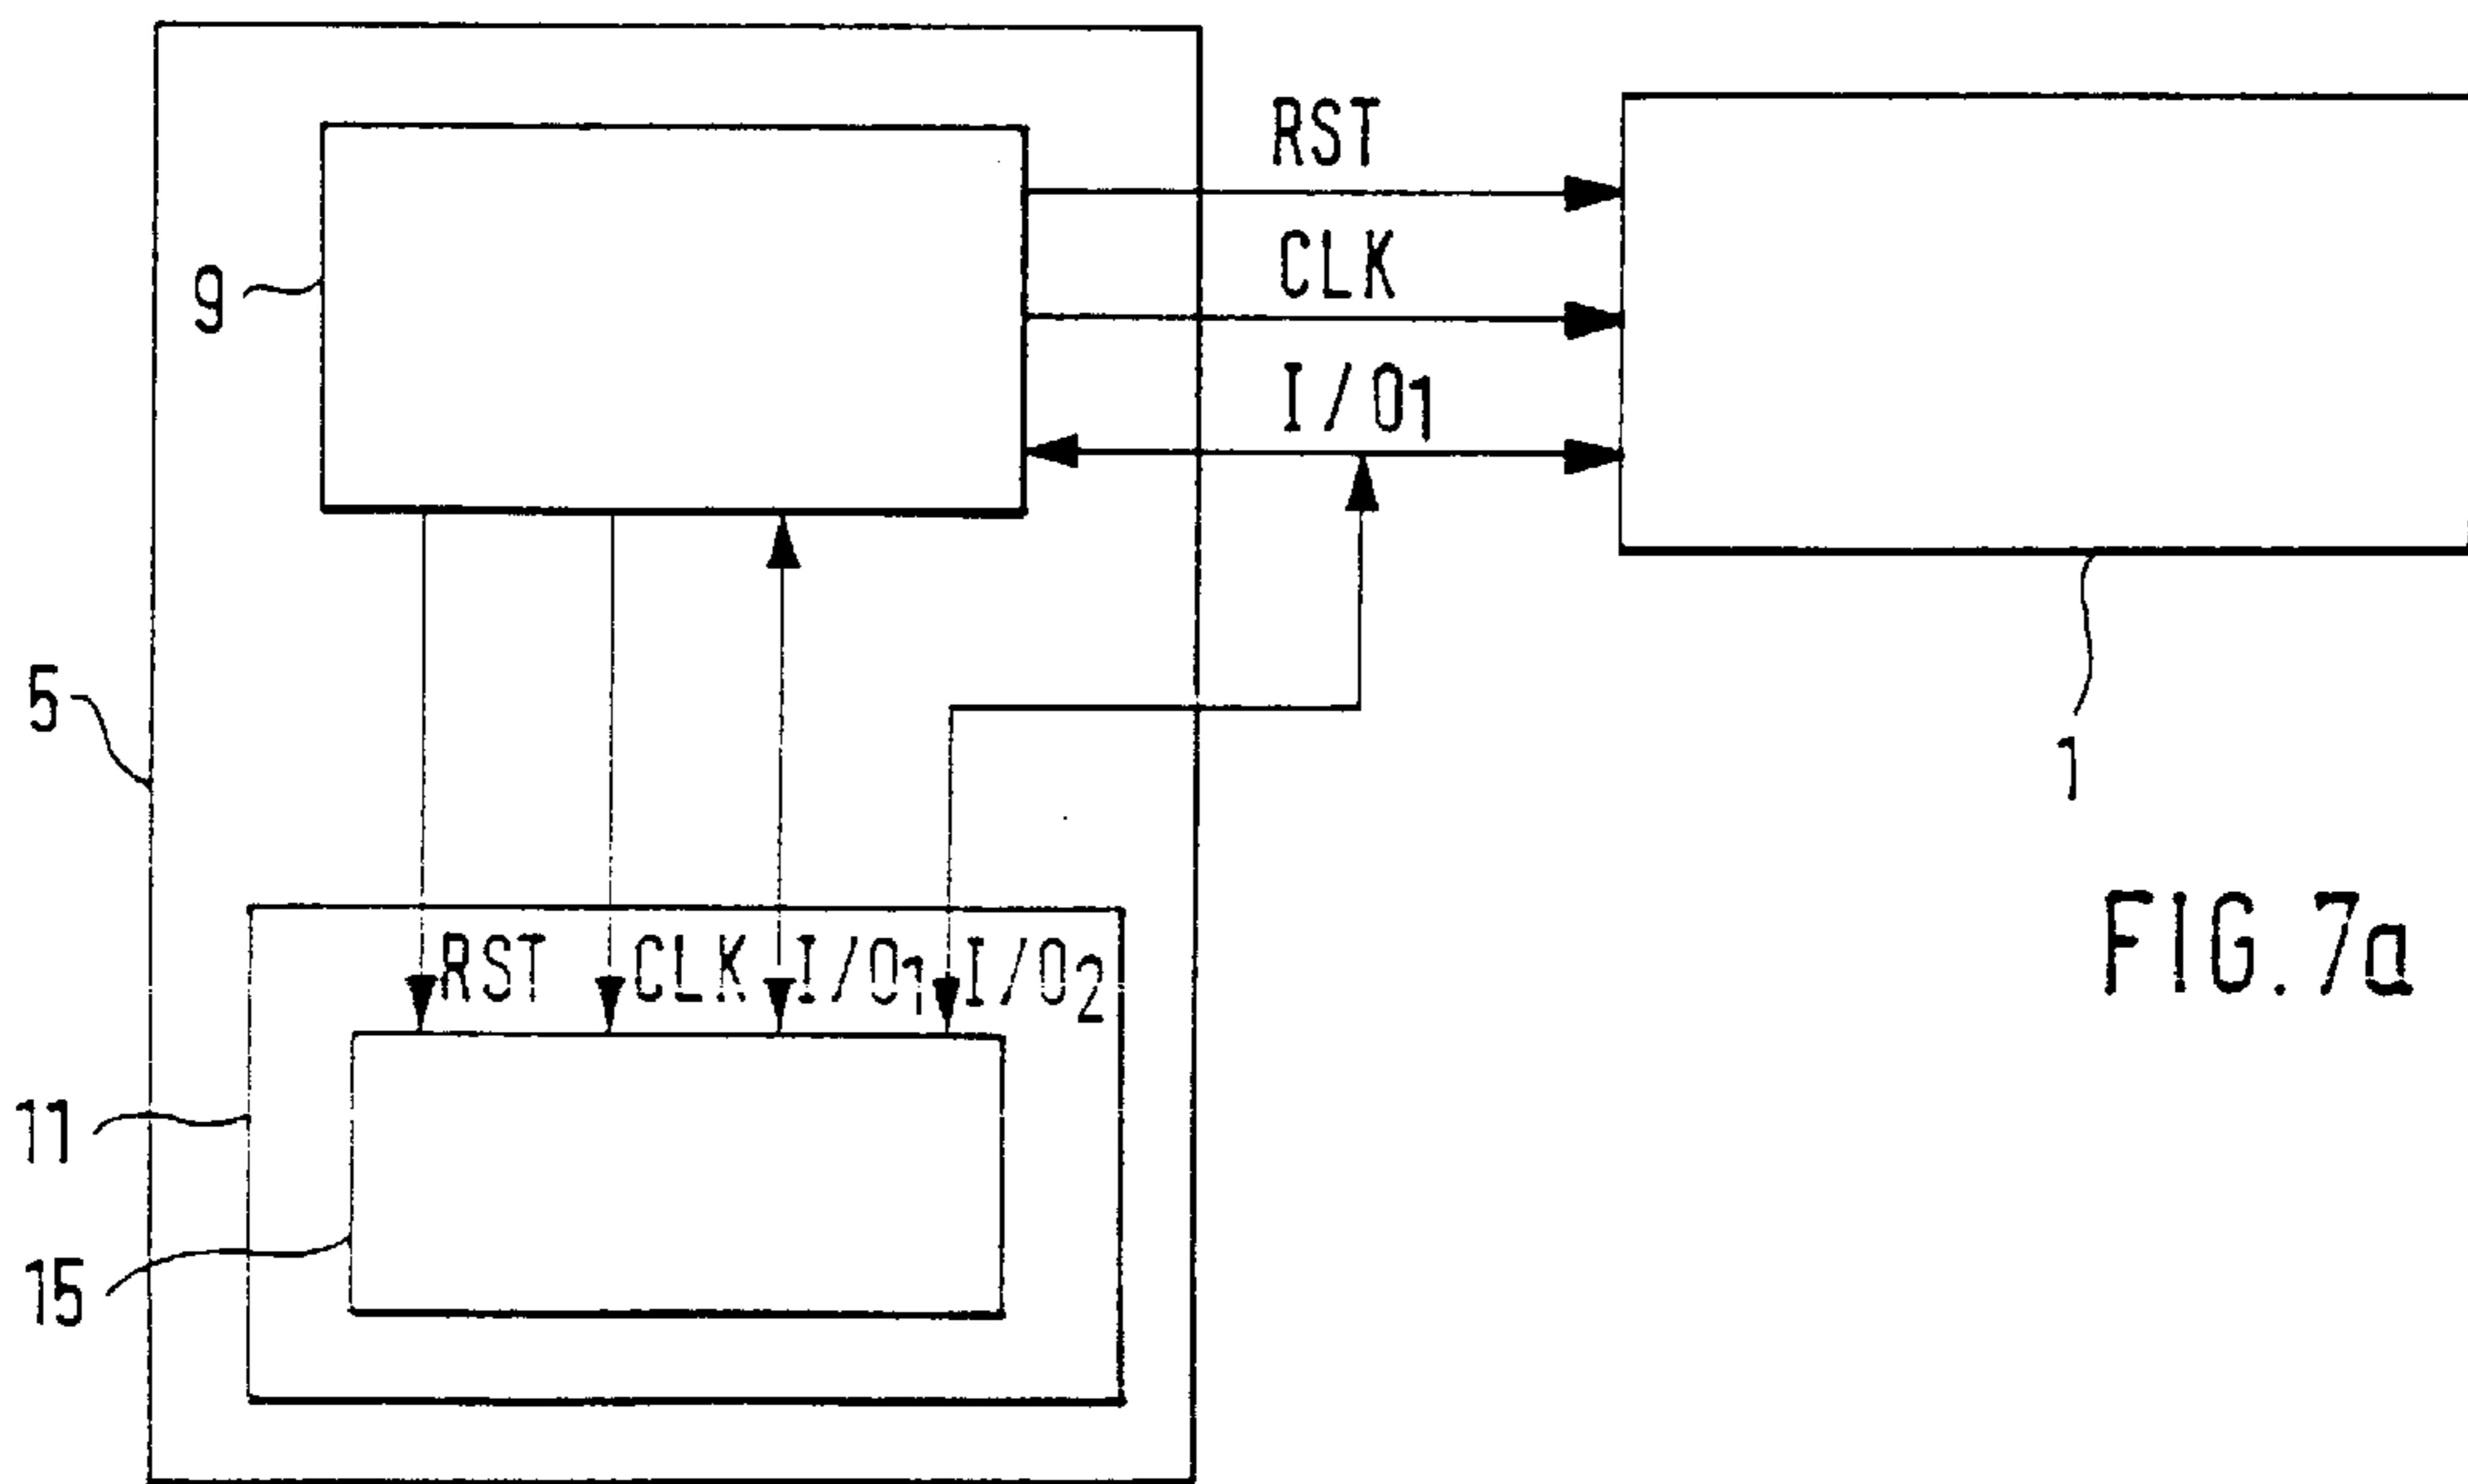 RST
CLK
I/O1
9
5
1
FIG. 7a
RST CLK I/O1 I/O2
11
15